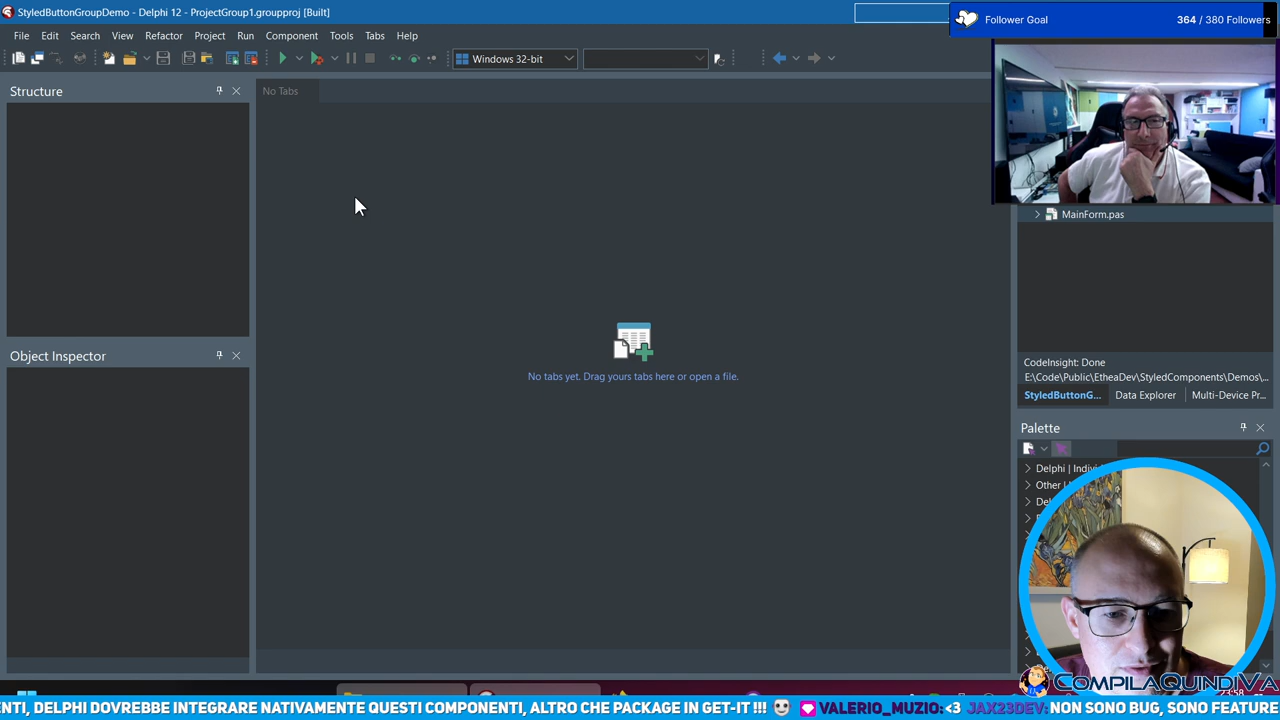 StyledButtonGroupDemo - Delphi 12 - ProjectGroup1.groupproj [Built]
Follower Goal
364 / 380 Followers
File Edit Search View Refactor Project Run Component Tools Tabs Help
Windows 32-bit
Structure
No Tabs
MainForm.pas
No tabs yet. Drag yours tabs here or open a file.
Object Inspector
CodeInsight: Done
E:\Code\Public\EtheaDev\StyledComponents\Demos\...
StyledButtonG... Data Explorer Multi-Device Pr...
Palette
Delphi | Indiv
Other |
COMPILAQUINDIVA
23:58
ENTI, DELPHI DOVREBBE INTEGRARE NATIVAMENTE QUESTI COMPONENTI, ALTRO CHE PACKAGE IN GET-IT !!! VALERIO_MUZIO: <3 JAX23DEV: NON SONO BUG, SONO FEATURE